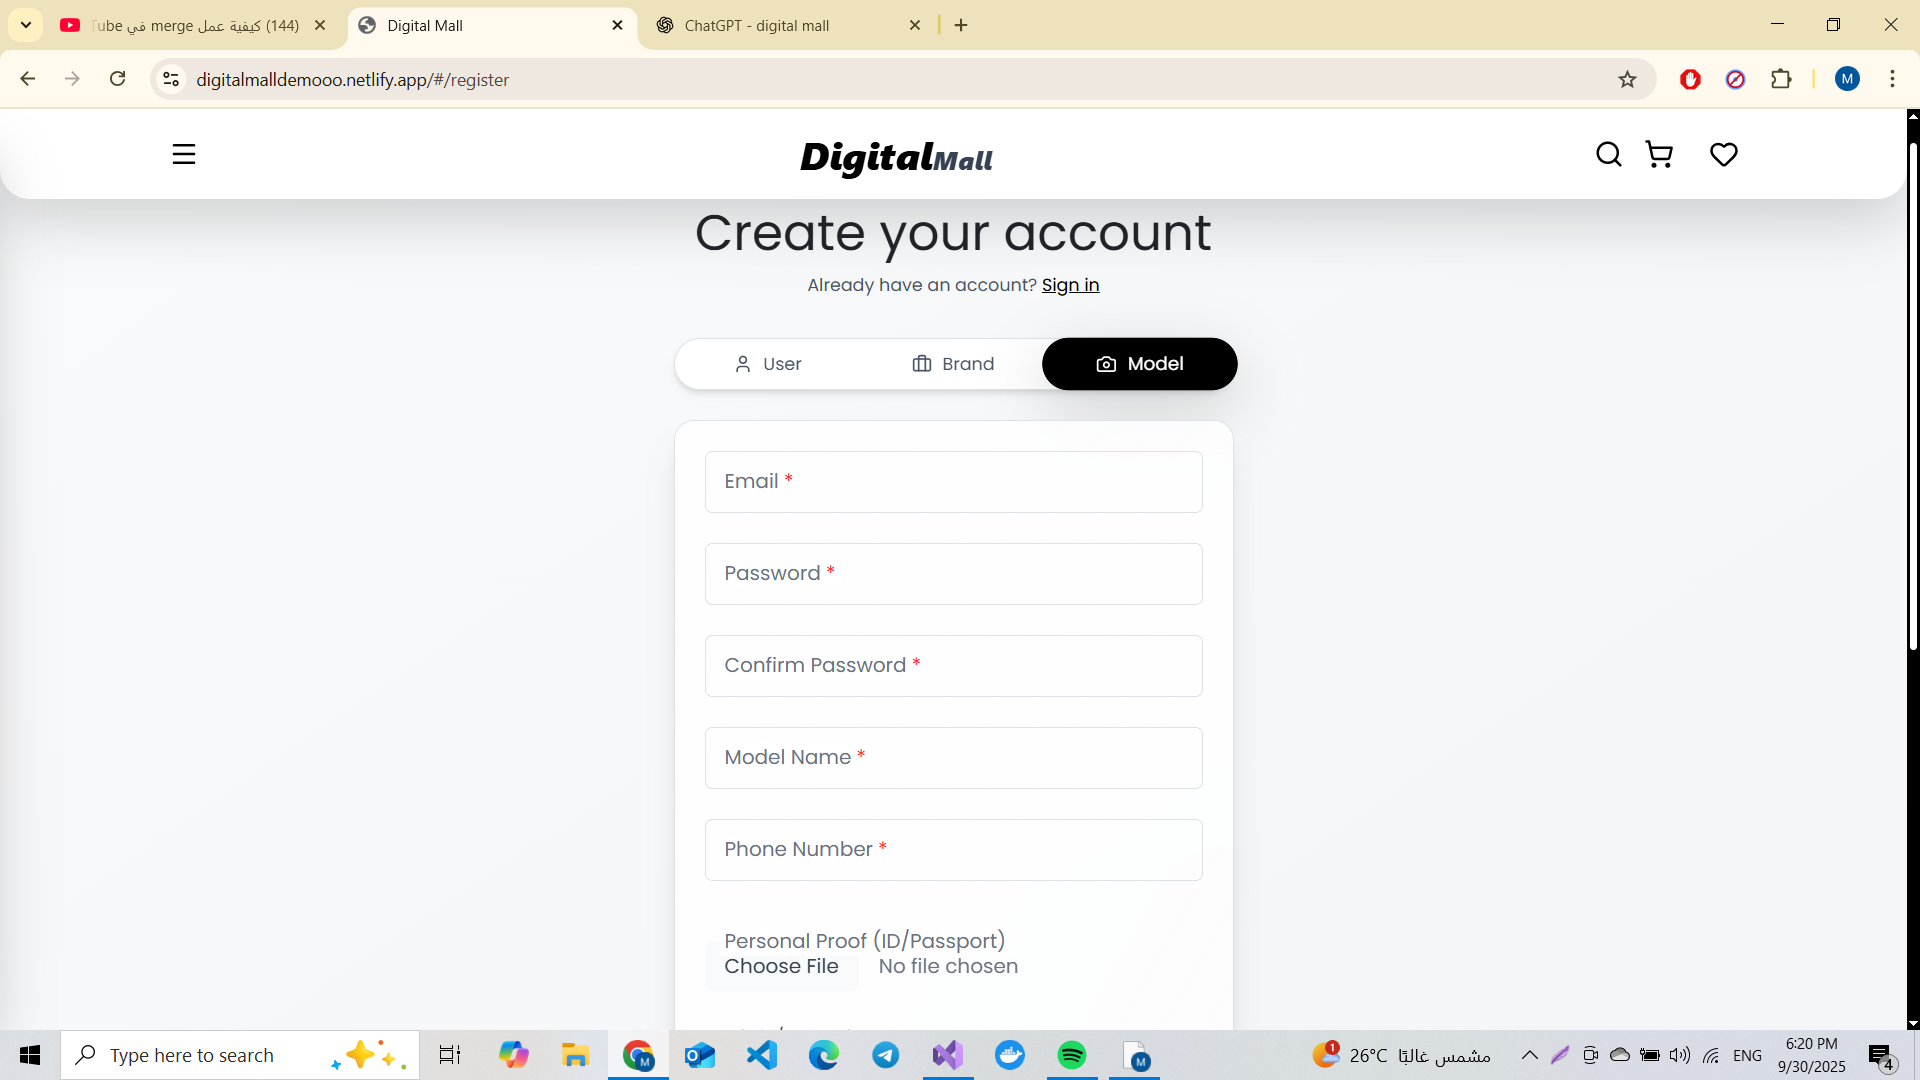 Tube كيفية عمل merge في (144)
Digital Mall
ChatGPT - digital mall
digitalmalldemooo.netlify.app/#/register
M
DigitalMall
Create your account
Already have an account? Sign in
User
Brand
Model
Email *
Password *
Confirm Password *
Model Name *
Phone Number *
Personal Proof (ID/Passport)
Choose File No file chosen
Type here to search
1
26°C مشمس غالبًا
ENG
6:20 PM
9/30/2025
4